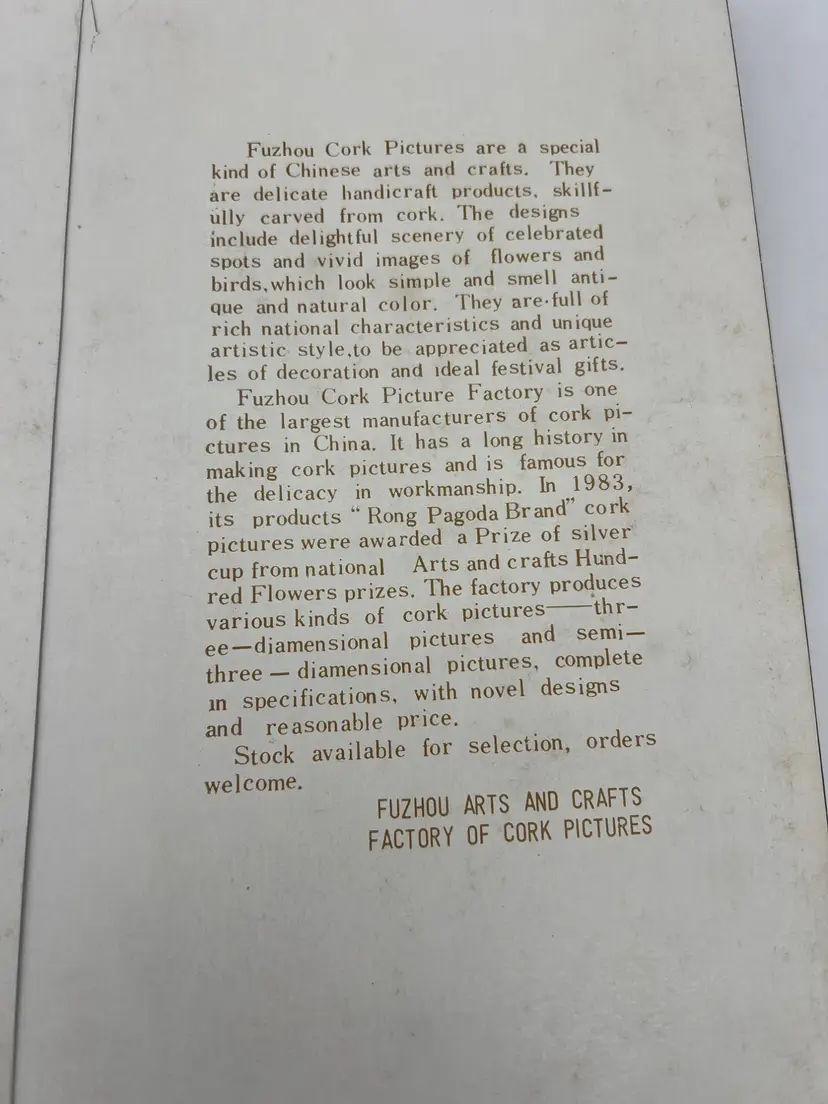 Fuzhou Cork Pictures are a special
kind of Chinese arts and crafts. They
are delicate handicraft products, skillf-
ully carved from cork. The designs
include delightful scenery of celebrated
spots and vivid images of flowers and
birds, which look simple and smell anti-
que and natural color. They are·full of
rich national characteristics and unique
artistic style, to be appreciated as artic-
les of decoration and ideal festival gifts.
Fuzhou Cork Picture Factory is one
of the largest manufacturers of cork pi-
ctures in China. It has a long history in
making cork pictures and is famous for
the delicacy in workmanship. In 1983,
its products “Rong Pagoda Brand” cork
pictures were awarded a Prize of silver
cup from national Arts and crafts Hund-
red Flowers prizes. The factory produces
various kinds of cork pictures——thr-
ee—diamensional pictures and semi—
three — diamensional pictures, complete
in specifications, with novel designs
and reasonable price.
Stock available for selection, orders
welcome.
FUZHOU ARTS AND CRAFTS
FACTORY OF CORK PICTURES